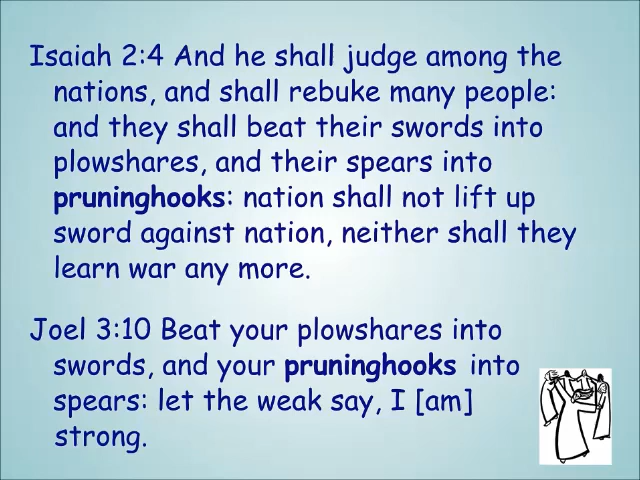 Isaiah 2:4 And he shall judge among the
nations, and shall rebuke many people:
and they shall beat their swords into
plowshares, and their spears into
pruninghooks: nation shall not lift up
sword against nation, neither shall they
learn war any more.
Joel 3:10 Beat your plowshares into
swords, and your pruninghooks into
spears: let the weak say, I [am]
strong.